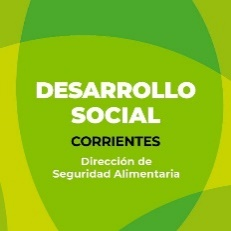 DESARROLLO
SOCIAL
CORRIENTES
Dirección de
Seguridad Alimentaria